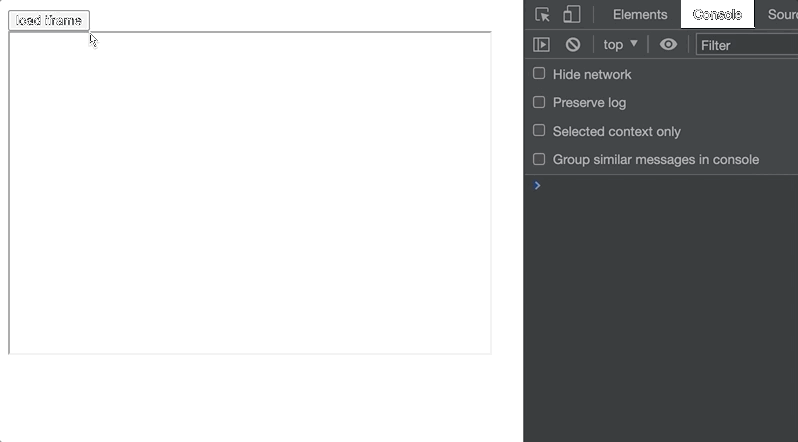 load iframe
Elements Console Sour
top Filter
Hide network
Preserve log
Selected context only
Group similar messages in console